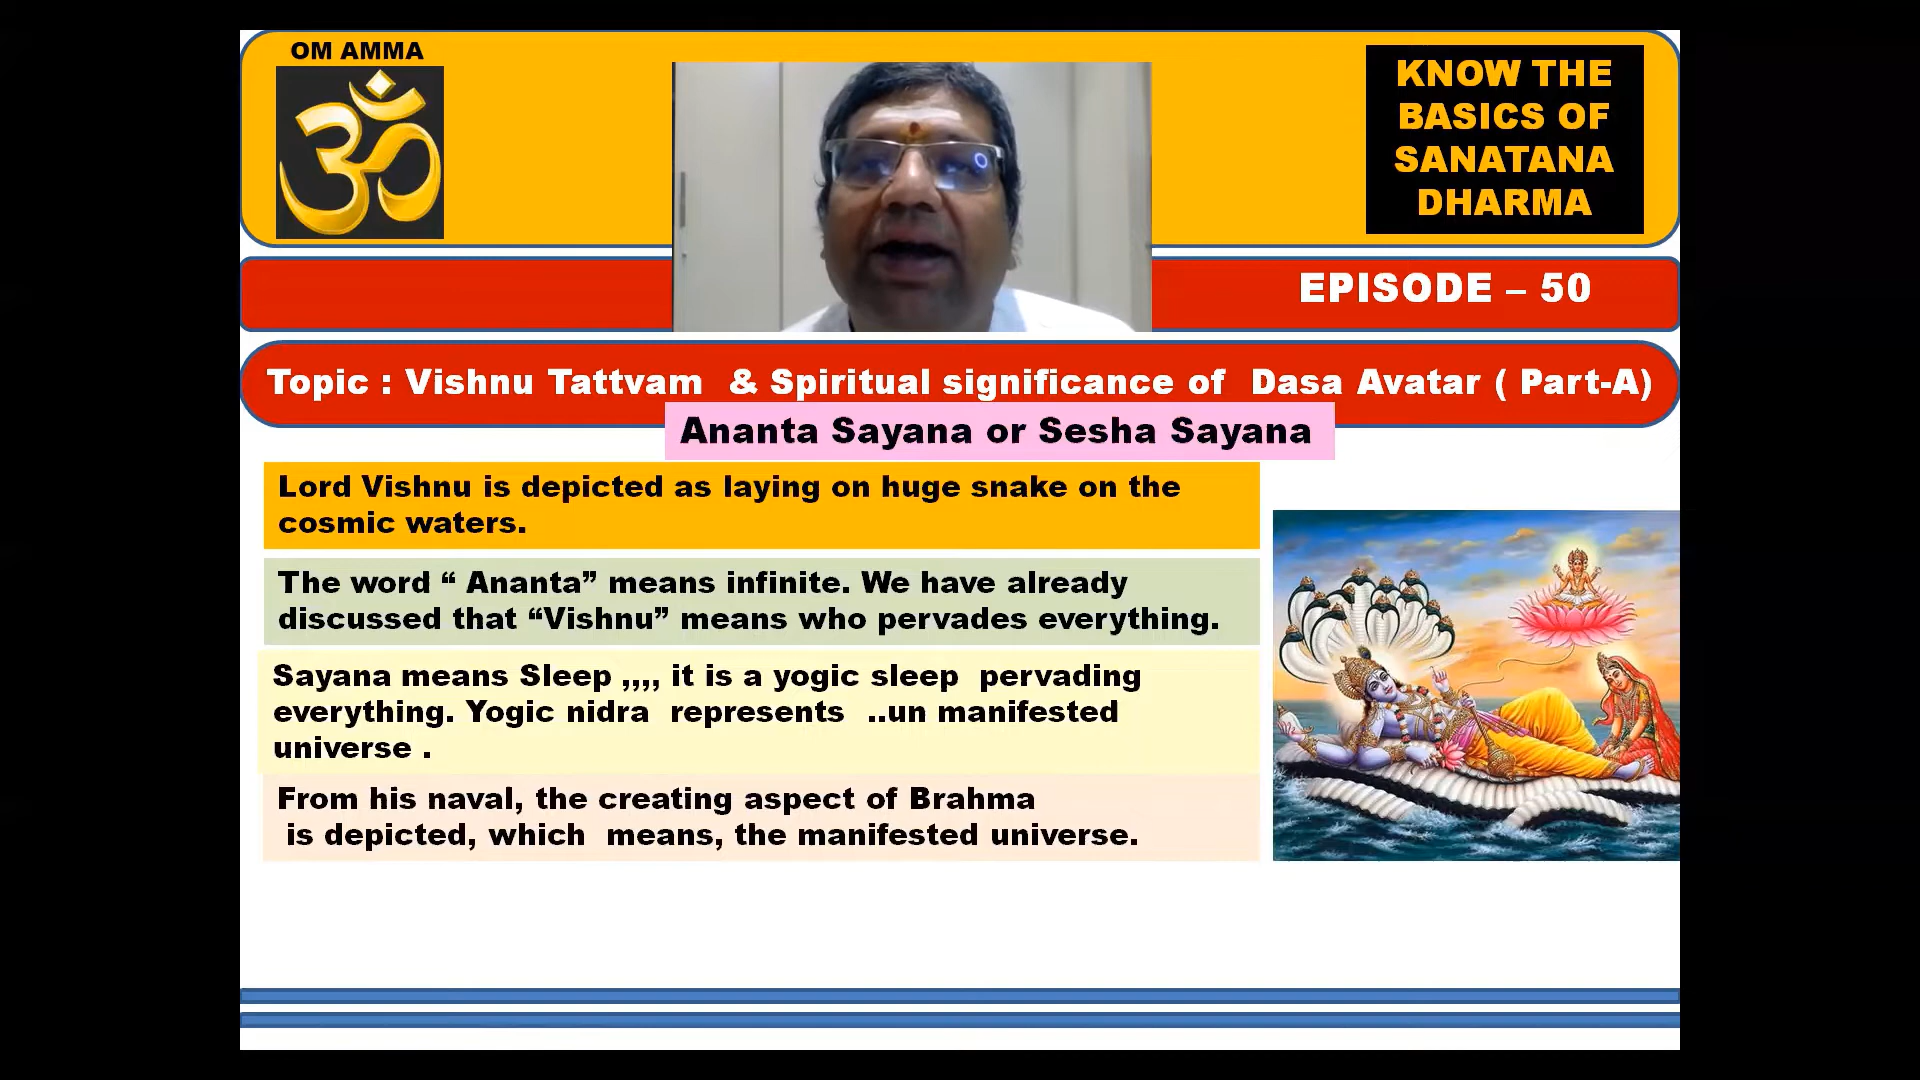 OM AMMA
KNOW THE
BASICS OF
SANATANA
DHARMA
EPISODE – 50
Topic : Vishnu Tattvam & Spiritual significance of Dasa Avatar ( Part-A)
Ananta Sayana or Sesha Sayana
Lord Vishnu is depicted as laying on huge snake on the
cosmic waters.
The word “ Ananta” means infinite. We have already
discussed that “Vishnu” means who pervades everything.
Sayana means Sleep ,,,, it is a yogic sleep pervading
everything. Yogic nidra represents ..un manifested
universe .
From his naval, the creating aspect of Brahma
is depicted, which means, the manifested universe.